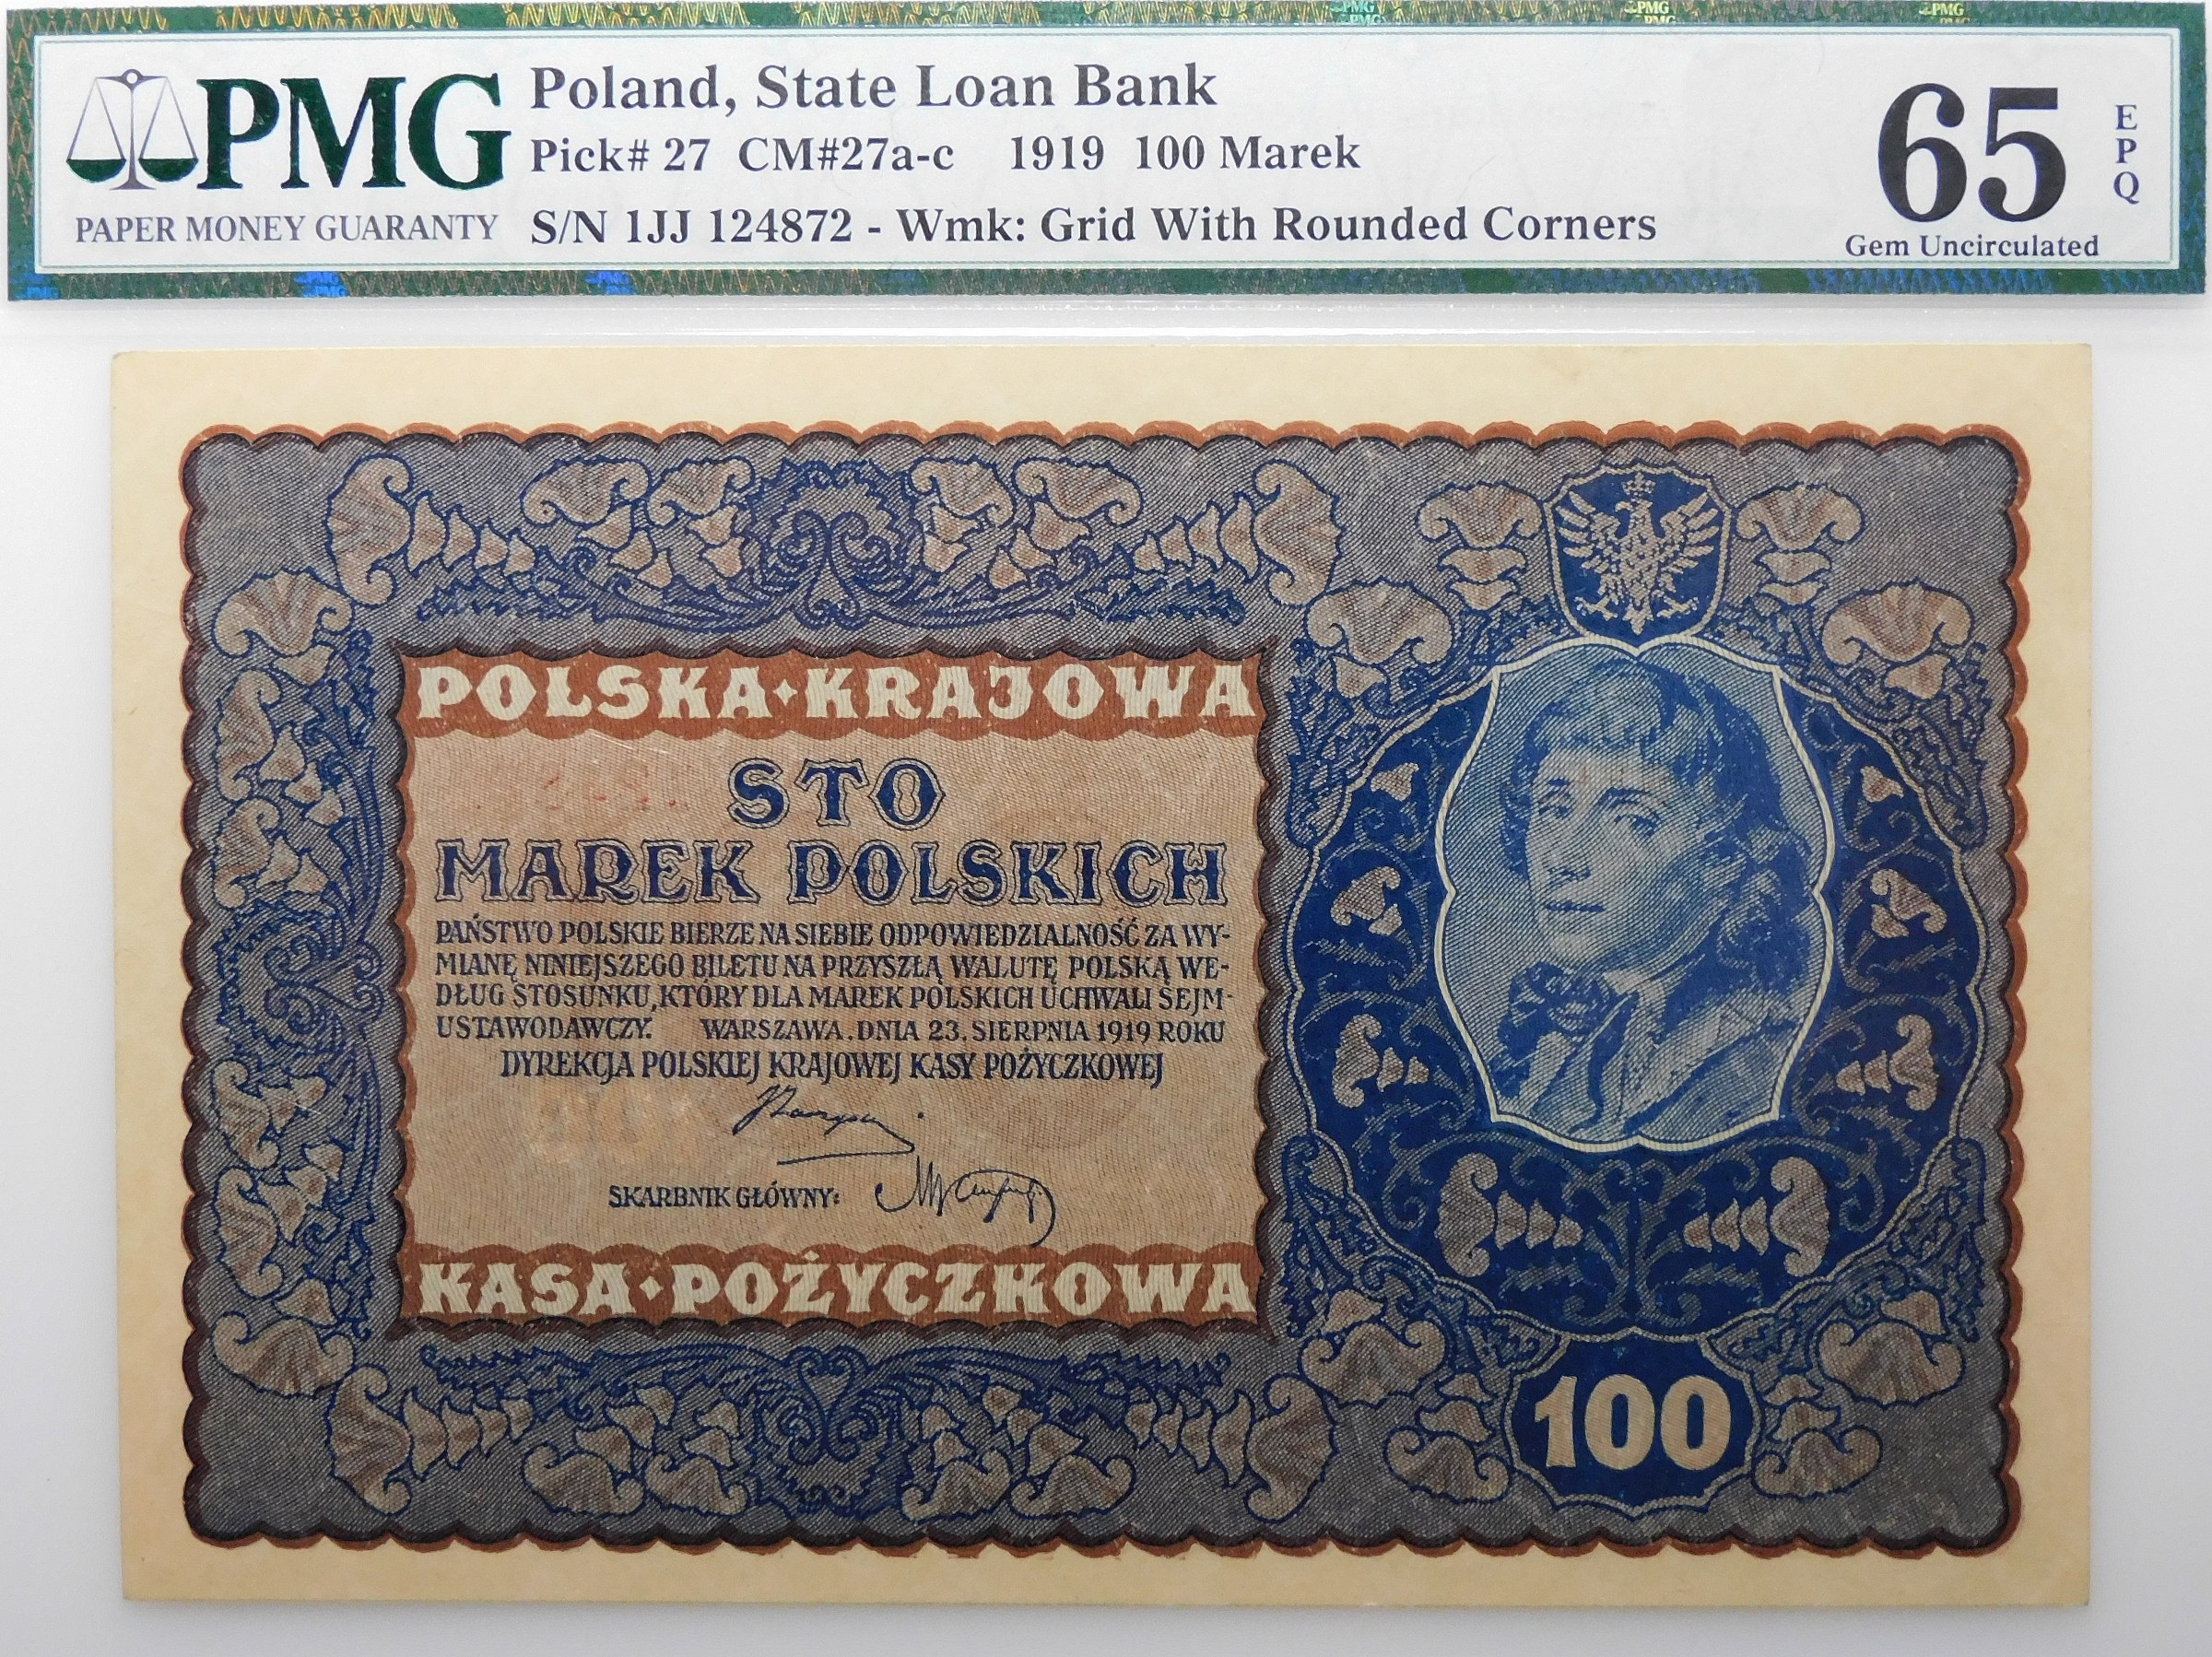 PMG
PAPER MONEY GUARANTY
Poland, State Loan Bank
Pick# 27 CM#27a-c 1919 100 Marek
S/N 1JJ 124872 - Wmk: Grid With Rounded Corners
65
EPQ
Gem Uncirculated
POLSKA·KRAJOWA
STO
MAREK POLSKICH
PAŃSTWO POLSKIE BIERZE NA SIEBIE ODPOWIEDZIALNOŚĆ ZA WY-
MIANĘ NINIEJSZEGO BILETU NA PRZYSZŁĄ WALUTĘ POLSKĄ WE-
DŁUG STOSUNKU, KTÓRY DLA MAREK POLSKICH UCHWALI SEJM-
USTAWODAWCZY. WARSZAWA. DNIA 23. SIERPNIA 1919 ROKU
DYREKCJA POLSKIEJ KRAJOWEJ KASY POŻYCZKOWEJ
SKARBNIK GŁÓWNY:
KASA·POŻYCZKOWA
100